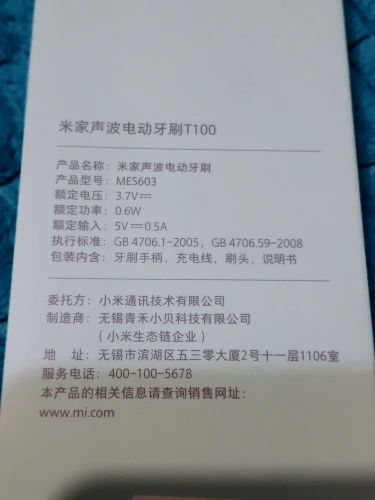 米家声波电动牙刷T100
产品名称：米家声波电动牙刷
产品型号：MES603
额定电压：3.7V⎓
额定功率：0.6W
额定输入：5V⎓0.5A
执行标准：GB 4706.1-2005，GB 4706.59-2008
包装内含：牙刷手柄，充电线，刷头，说明书
委托方：小米通讯技术有限公司
制造商：无锡青禾小贝科技有限公司
（小米生态链企业）
地　址：无锡市滨湖区五三零大厦2号十一层1106室
服务电话：400-100-5678
本产品的相关信息请查询销售网址：
www.mi.com